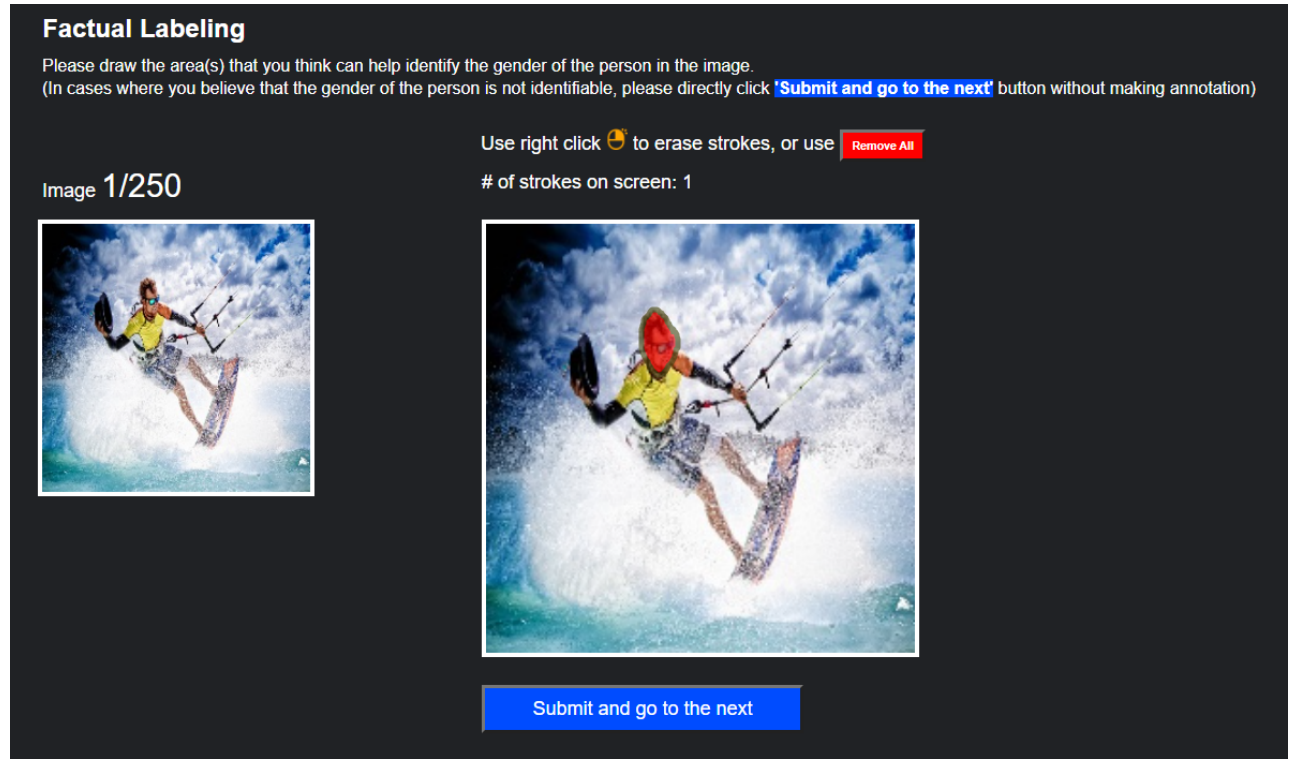 Factual Labeling
Please draw the area(s) that you think can help identify the gender of the person in the image.
(In cases where you believe that the gender of the person is not identifiable, please directly click 'Submit and go to the next' button without making annotation)
Use right click to erase strokes, or use Remove All
Image 1/250
# of strokes on screen: 1
Submit and go to the next